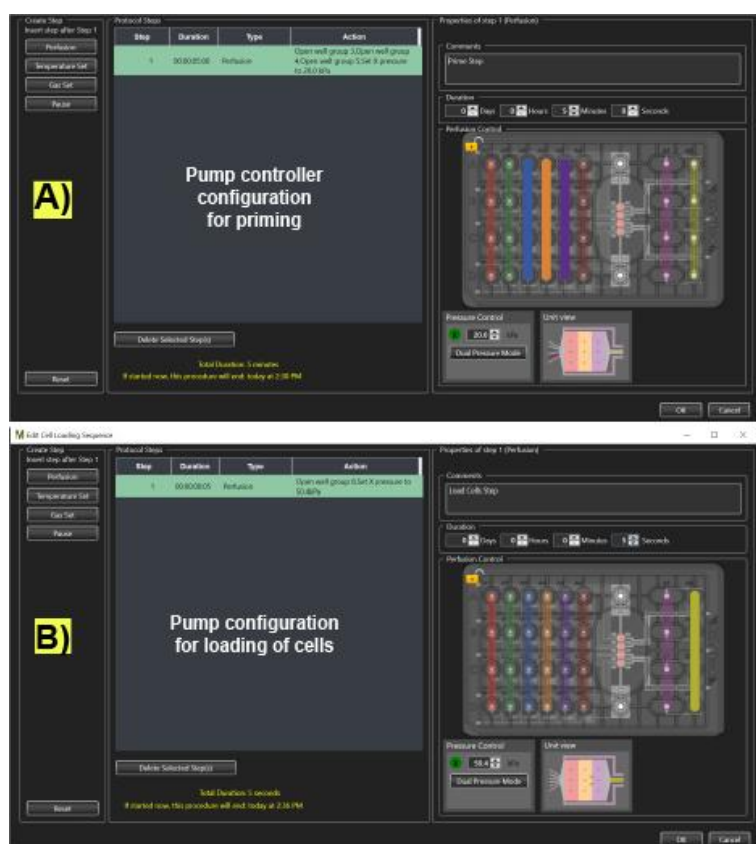 Create Step
Insert step after Step 1
Perfusion
Temperature Set
Gas Set
Pause
Reset
A)
Protocol Steps
Step Duration Type Action
1 00:00:05:00 Perfusion Open well group 3,Open well group
4,Open well group 5,Set X pressure
to 20.0 kPa
Pump controller
configuration
for priming
Delete Selected Step(s)
Total Duration: 5 minutes
If started now, this procedure will end: today at 2:30 PM
Properties of step 1 (Perfusion)
Comments
Prime Step
Duration
0 Days 0 Hours 5 Minutes 0 Seconds
Perfusion Control
Pressure Control
20.0 kPa
Dual Pressure Mode
Unit view
OK Cancel
Edit Cell Loading Sequence
Create Step
Insert step after Step 1
Perfusion
Temperature Set
Gas Set
Pause
Reset
B)
Protocol Steps
Step Duration Type Action
1 00:00:00:05 Perfusion Open well group 8,Set X pressure to
Pump configuration
for loading of cells
Delete Selected Step(s)
Total Duration: 5 seconds
If started now, this procedure will end: today at 2:36 PM
Properties of step 1 (Perfusion)
Comments
Load Cells Step
Duration
0 Days 0 Hours 0 Minutes 5 Seconds
Perfusion Control
Pressure Control
kPa
Dual Pressure Mode
Unit view
OK Cancel